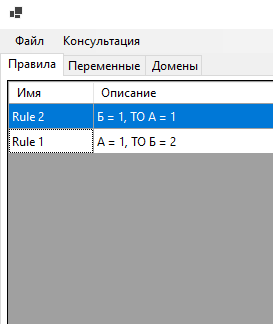 Файл Консультация
Правила Переменные Домены
Имя Описание
Rule 2 Б = 1, ТО А = 1
Rule 1 А = 1, ТО Б = 2